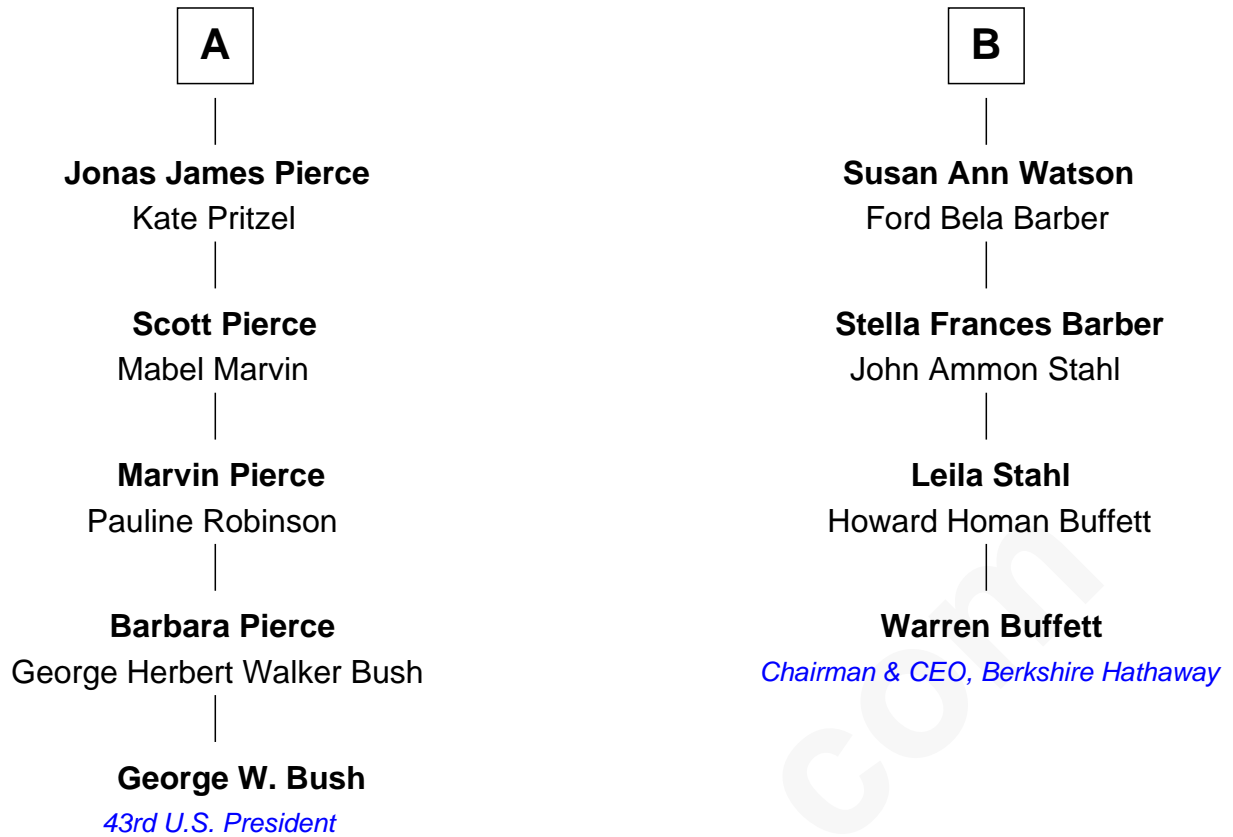 A
Jonas James Pierce
Kate Pritzel
Scott Pierce
Mabel Marvin
Marvin Pierce
Pauline Robinson
Barbara Pierce
George Herbert Walker Bush
George W. Bush
43rd U.S. President
B
Susan Ann Watson
Ford Bela Barber
Stella Frances Barber
John Ammon Stahl
Leila Stahl
Howard Homan Buffett
Warren Buffett
Chairman & CEO, Berkshire Hathaway
com